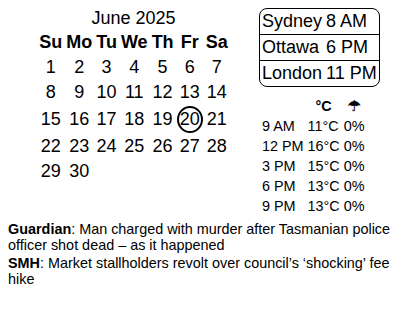 June 2025
Su Mo Tu We Th Fr Sa
1 2 3 4 5 6 7
8 9 10 11 12 13 14
15 16 17 18 19 20 21
22 23 24 25 26 27 28
29 30
Sydney 8 AM
Ottawa 6 PM
London 11 PM
°C ☂
9 AM 11°C 0%
12 PM 16°C 0%
3 PM 15°C 0%
6 PM 13°C 0%
9 PM 13°C 0%
Guardian: Man charged with murder after Tasmanian police
officer shot dead – as it happened
SMH: Market stallholders revolt over council’s ‘shocking’ fee
hike